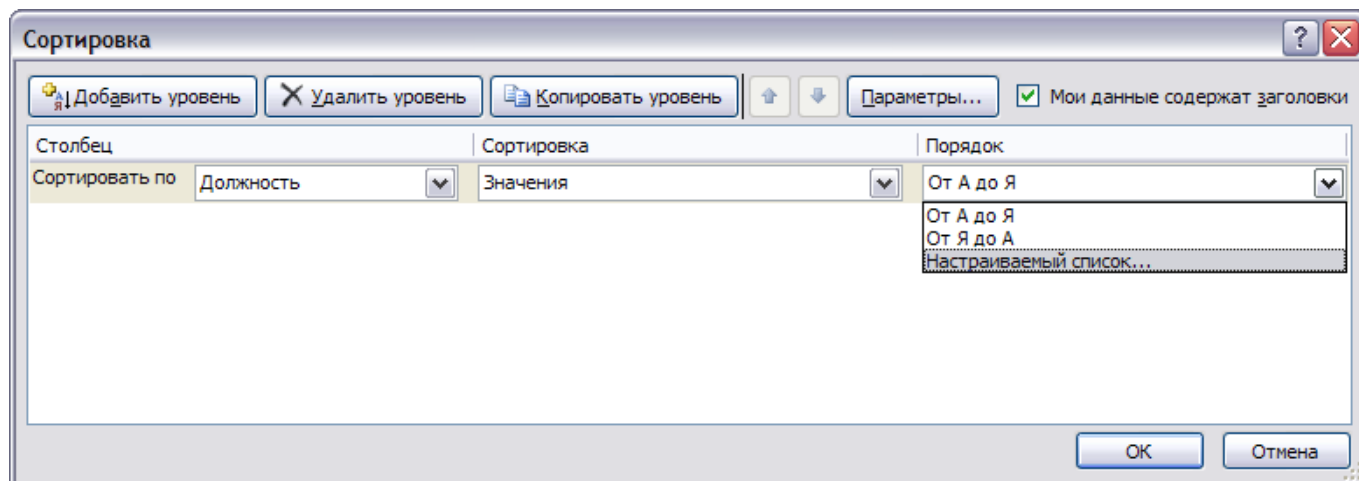 Сортировка
Добавить уровень Удалить уровень Копировать уровень Параметры... Мои данные содержат заголовки
Столбец Сортировка Порядок
Сортировать по Должность Значения От А до Я
От А до Я
От Я до А
Настраиваемый список...
ОК Отмена